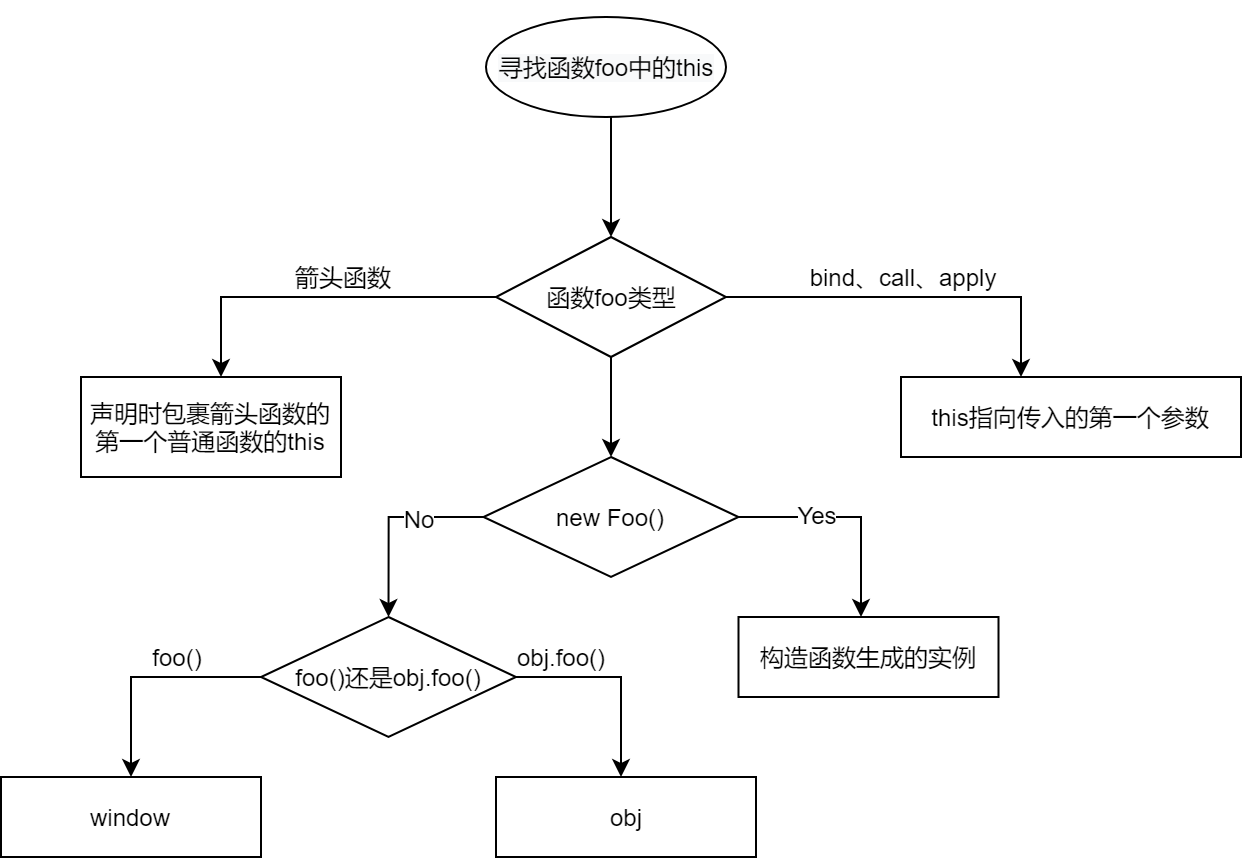 寻找函数foo中的this
箭头函数
函数foo类型
bind、call、apply
声明时包裹箭头函数的
第一个普通函数的this
this指向传入的第一个参数
No
new Foo()
Yes
foo()
foo()还是obj.foo()
obj.foo()
构造函数生成的实例
window
obj